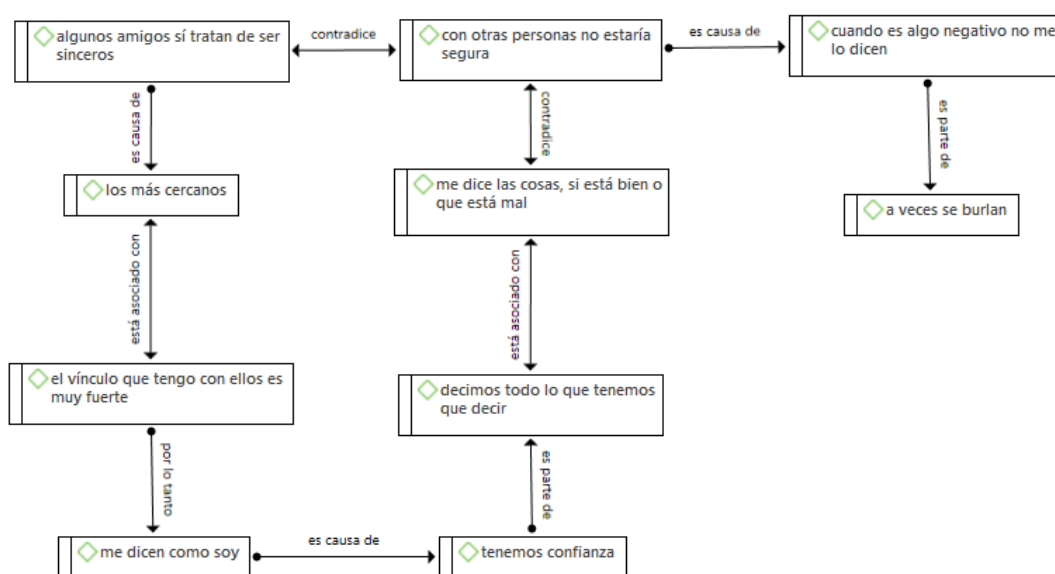 algunos amigos sí tratan de ser
sinceros
contradice
con otras personas no estaría
segura
es causa de
cuando es algo negativo no me
lo dicen
es causa de
contradice
es parte de
los más cercanos
me dice las cosas, si está bien o
que está mal
a veces se burlan
está asociado con
está asociado con
el vínculo que tengo con ellos es
muy fuerte
decimos todo lo que tenemos
que decir
por lo tanto
es parte de
me dicen como soy
es causa de
tenemos confianza